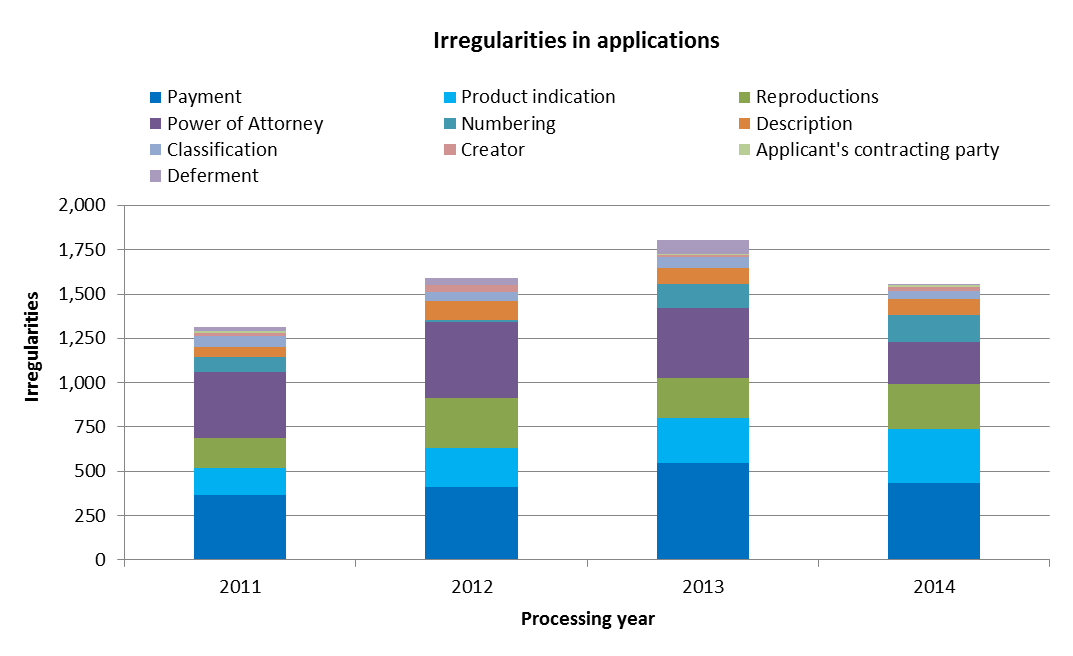 Irregularities in applications
Payment
Product indication
Reproductions
Power of Attorney
Numbering
Description
Classification
Creator
Applicant's contracting party
Deferment
2,000
1,750
1,500
1,250
1,000
750
500
250
0
Irregularities
2011
2012
2013
2014
Processing year